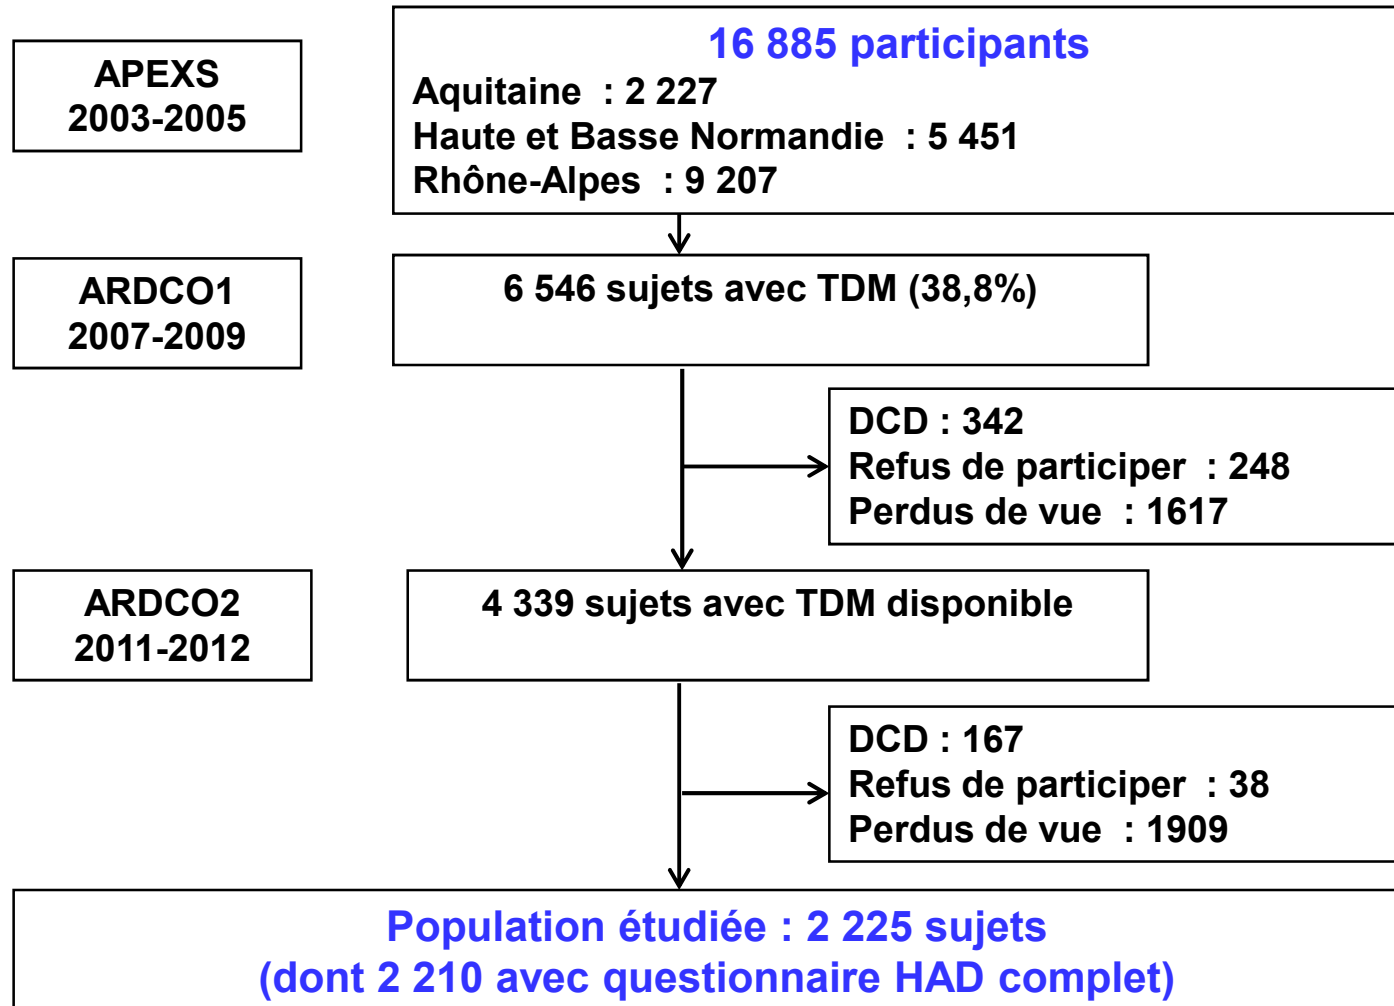 APEXS
2003-2005
16 885 participants
Aquitaine : 2 227
Haute et Basse Normandie : 5 451
Rhône-Alpes : 9 207
ARDCO1
2007-2009
6 546 sujets avec TDM (38,8%)
DCD : 342
Refus de participer : 248
Perdus de vue : 1617
ARDCO2
2011-2012
4 339 sujets avec TDM disponible
DCD : 167
Refus de participer : 38
Perdus de vue : 1909
Population étudiée : 2 225 sujets
(dont 2 210 avec questionnaire HAD complet)